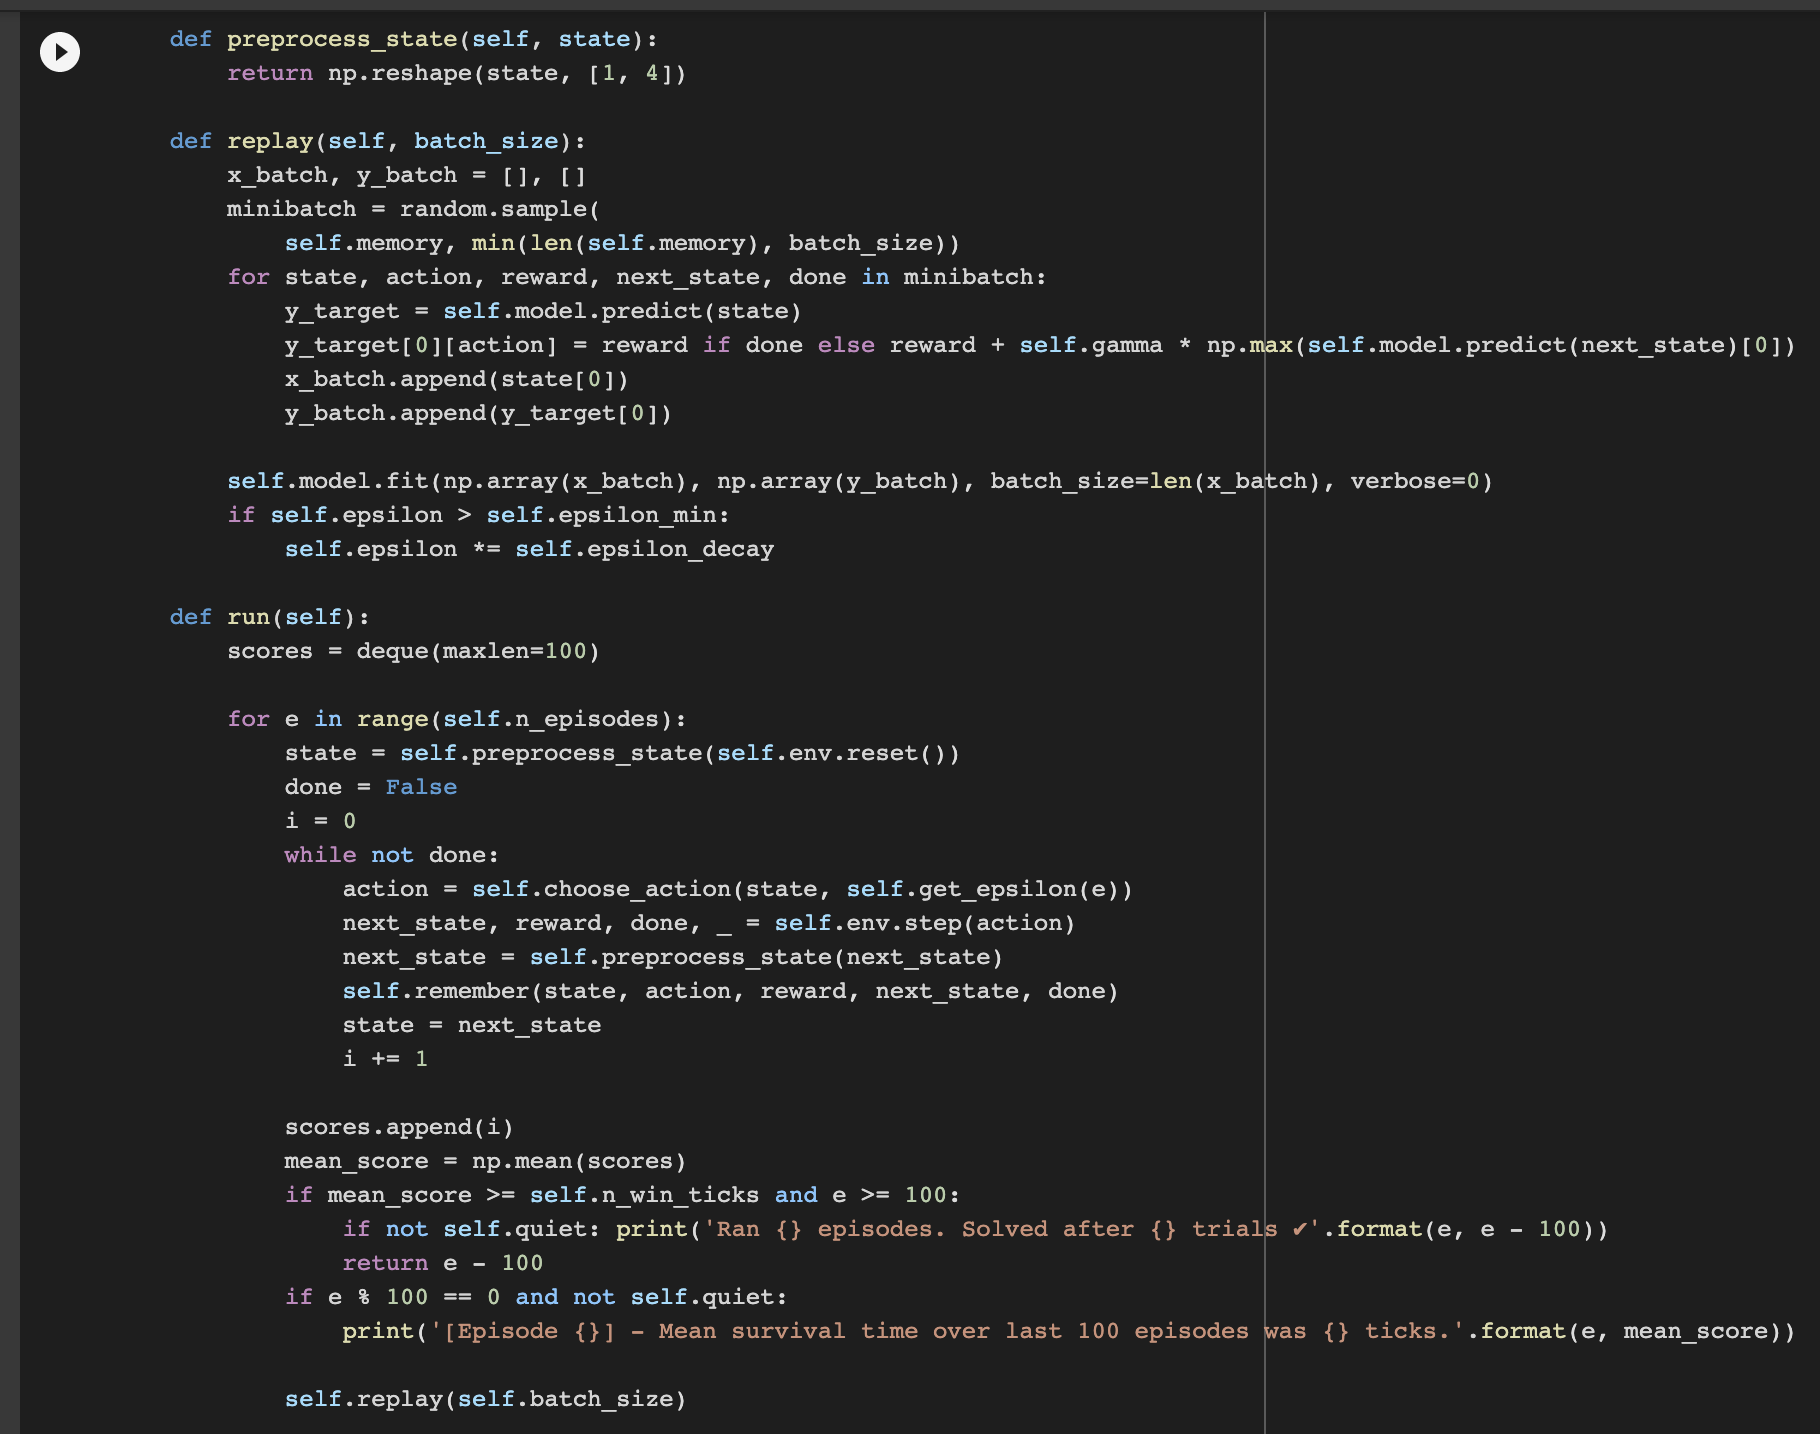 def preprocess_state(self, state):
    return np.reshape(state, [1, 4])

def replay(self, batch_size):
    x_batch, y_batch = [], []
    minibatch = random.sample(
        self.memory, min(len(self.memory), batch_size))
    for state, action, reward, next_state, done in minibatch:
        y_target = self.model.predict(state)
        y_target[0][action] = reward if done else reward + self.gamma * np.max(self.model.predict(next_state)[0])
        x_batch.append(state[0])
        y_batch.append(y_target[0])

    self.model.fit(np.array(x_batch), np.array(y_batch), batch_size=len(x_batch), verbose=0)
    if self.epsilon > self.epsilon_min:
        self.epsilon *= self.epsilon_decay

def run(self):
    scores = deque(maxlen=100)

    for e in range(self.n_episodes):
        state = self.preprocess_state(self.env.reset())
        done = False
        i = 0
        while not done:
            action = self.choose_action(state, self.get_epsilon(e))
            next_state, reward, done, _ = self.env.step(action)
            next_state = self.preprocess_state(next_state)
            self.remember(state, action, reward, next_state, done)
            state = next_state
            i += 1

        scores.append(i)
        mean_score = np.mean(scores)
        if mean_score >= self.n_win_ticks and e >= 100:
            if not self.quiet: print('Ran {} episodes. Solved after {} trials ✔'.format(e, e - 100))
            return e - 100
        if e % 100 == 0 and not self.quiet:
            print('[Episode {}] - Mean survival time over last 100 episodes was {} ticks.'.format(e, mean_score))

        self.replay(self.batch_size)